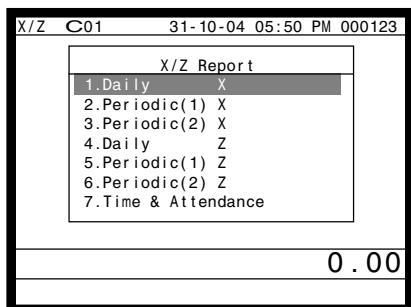 X/Z C01 31-10-04 05:50 PM 000123
X/Z Report
1.Daily X
2.Periodic(1) X
3.Periodic(2) X
4.Daily Z
5.Periodic(1) Z
6.Periodic(2) Z
7.Time & Attendance
0.00